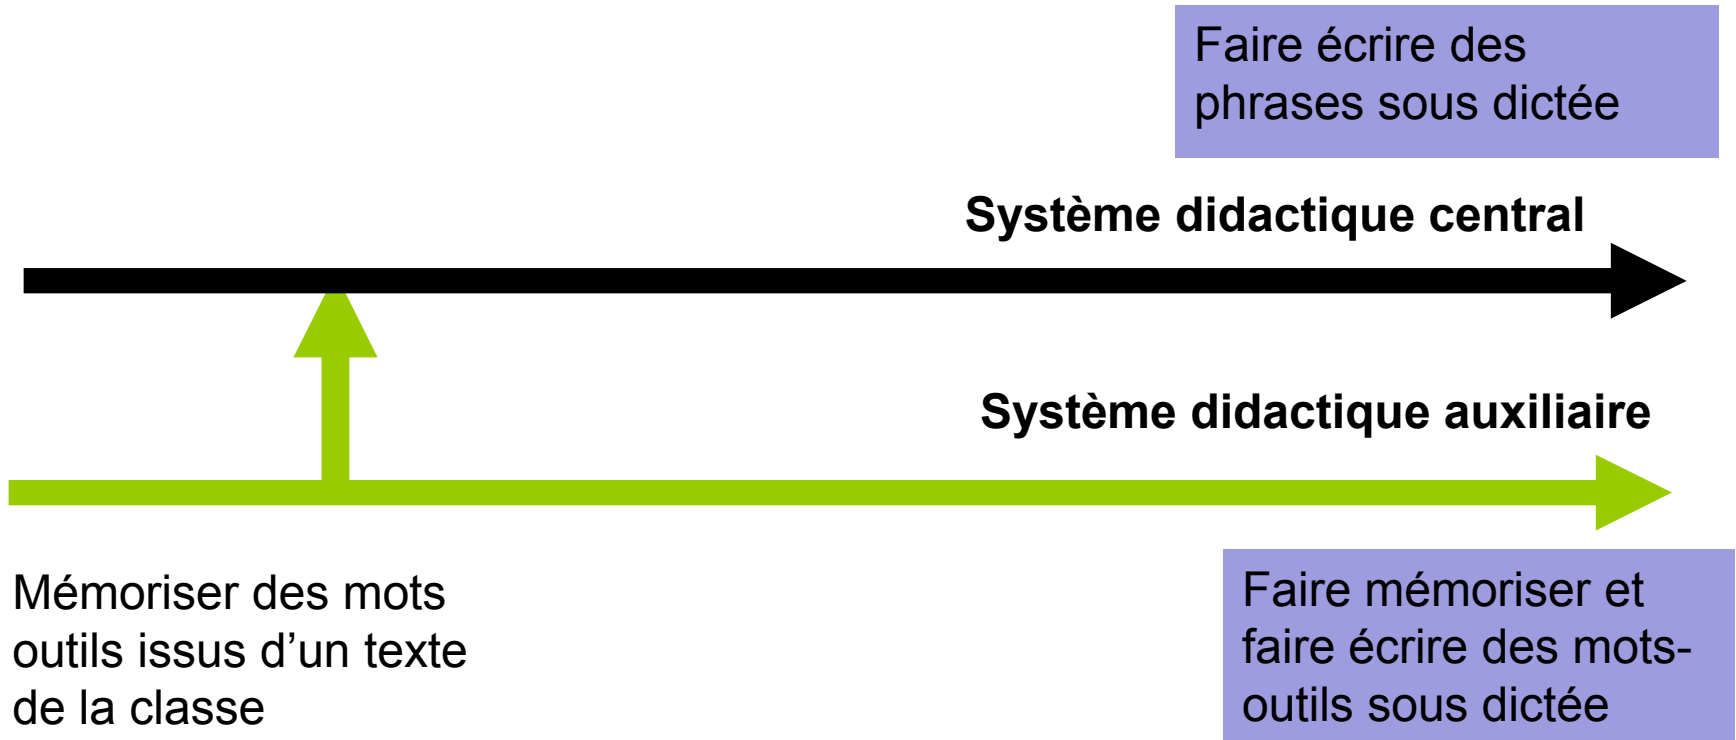 Faire écrire des
phrases sous dictée
Système didactique central
Système didactique auxiliaire
Mémoriser des mots
outils issus d’un texte
de la classe
Faire mémoriser et
faire écrire des mots-
outils sous dictée